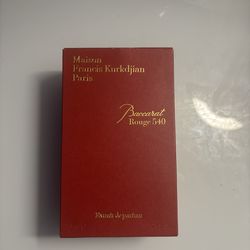 Maison
Francis Kurkdjian
Paris
Baccarat
Rouge 540
Extrait de parfum